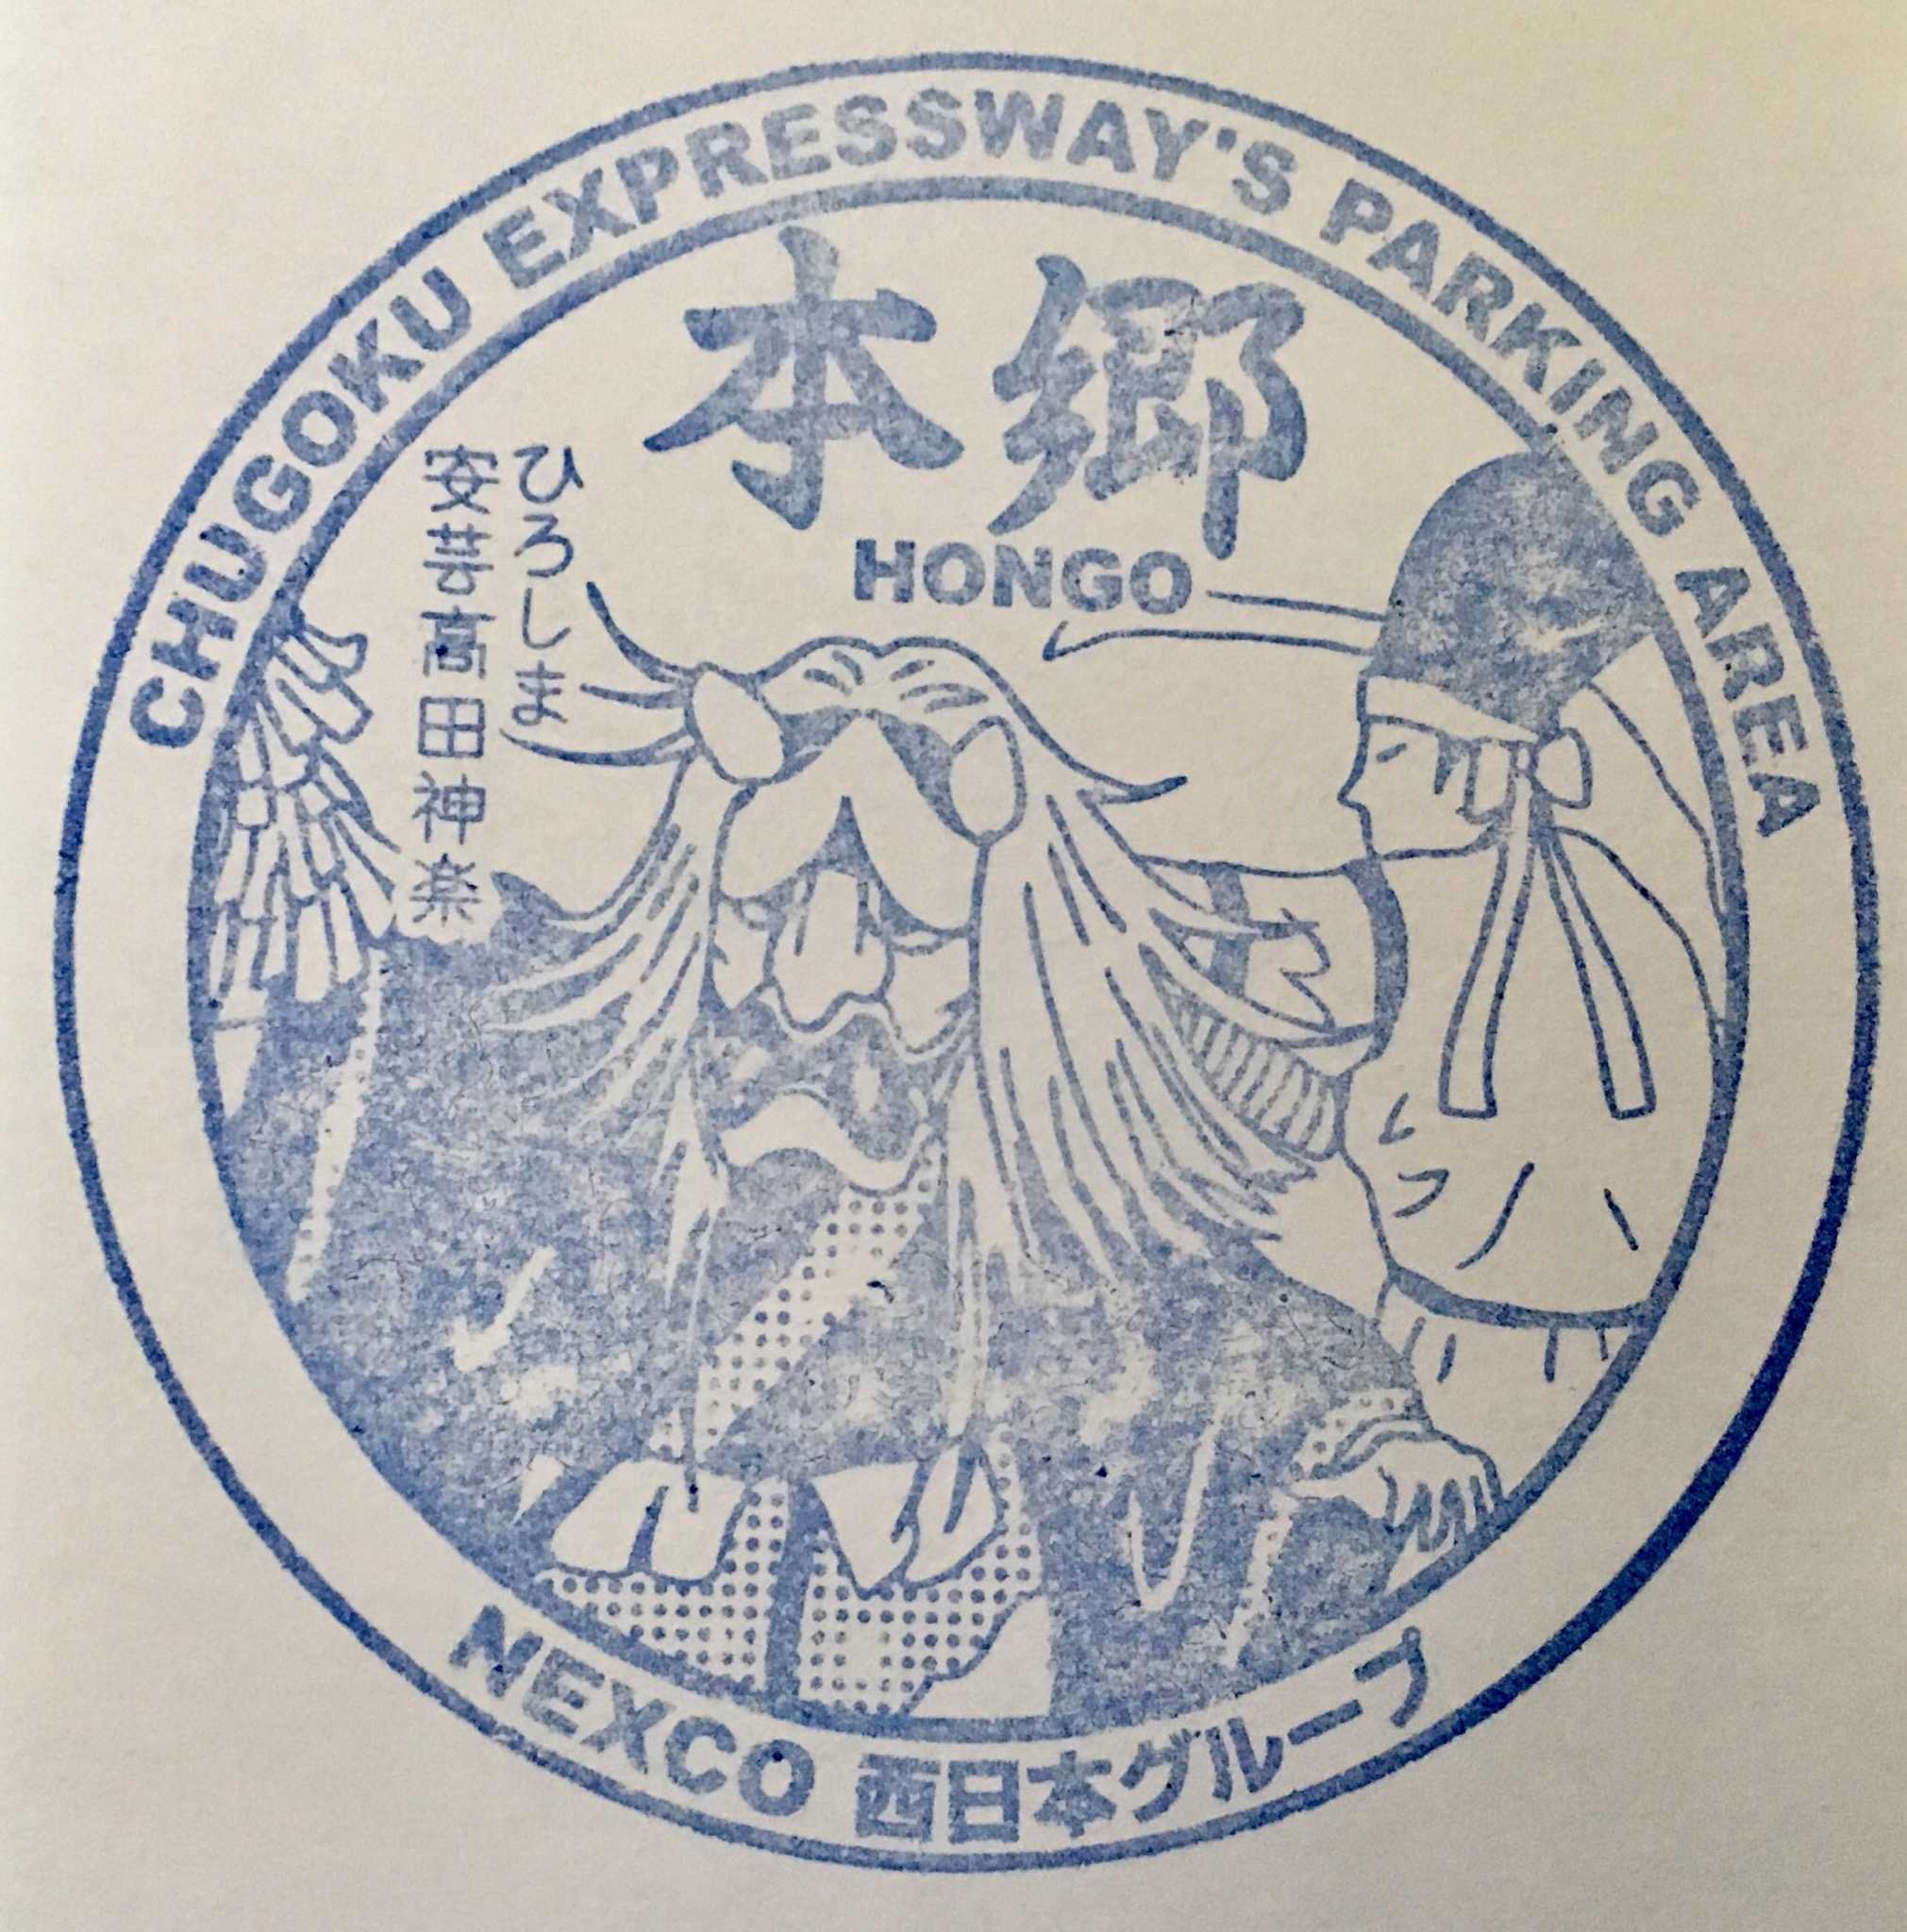 CHUGOKU EXPRESSWAY'S PARKING AREA
本郷
HONGO
ひろしま
安芸高田神楽
NEXCO 西日本グループ